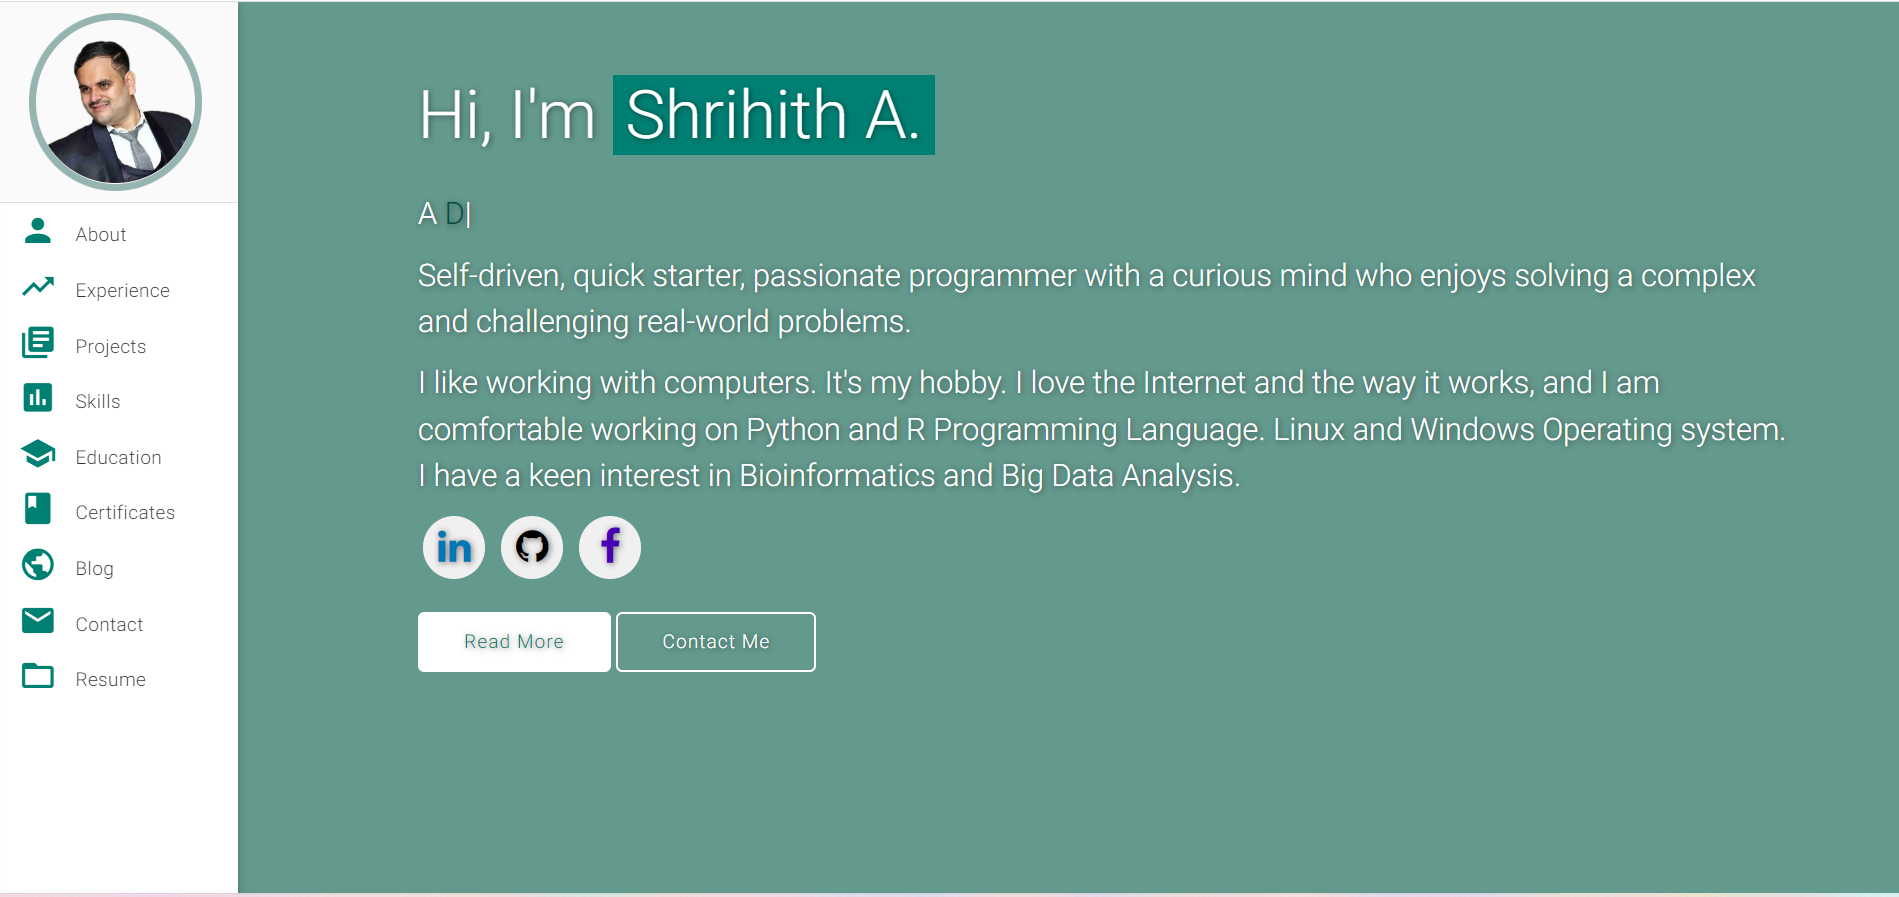 About
Experience
Projects
Skills
Education
Certificates
Blog
Contact
Resume
Hi, I'm Shrihith A.
A D|
Self-driven, quick starter, passionate programmer with a curious mind who enjoys solving a complex
and challenging real-world problems.
I like working with computers. It's my hobby. I love the Internet and the way it works, and I am
comfortable working on Python and R Programming Language. Linux and Windows Operating system.
I have a keen interest in Bioinformatics and Big Data Analysis.
in f
Read More Contact Me